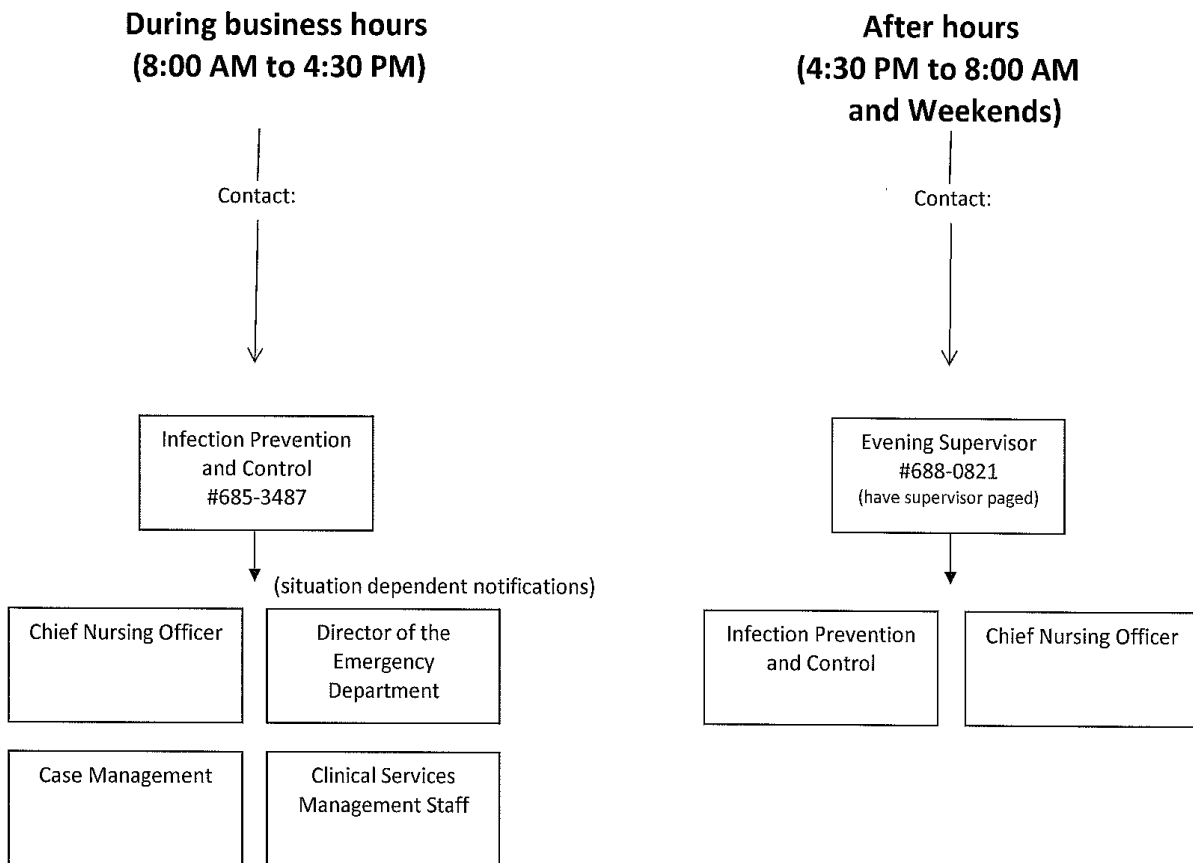 During business hours
(8:00 AM to 4:30 PM)
Contact:
Infection Prevention
and Control
#685-3487
(situation dependent notifications)
Chief Nursing Officer
Director of the
Emergency
Department
Case Management
Clinical Services
Management Staff
After hours
(4:30 PM to 8:00 AM
and Weekends)
Contact:
Evening Supervisor
#688-0821
(have supervisor paged)
Infection Prevention
and Control
Chief Nursing Officer